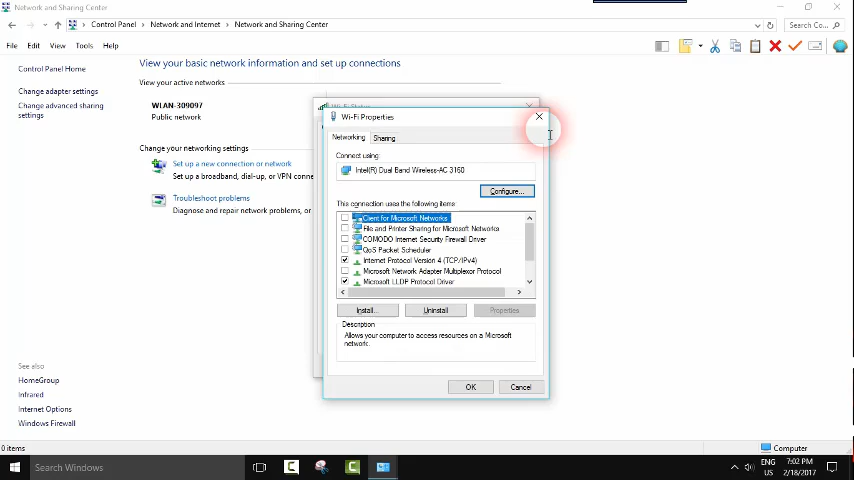 Network and Sharing Center
Control Panel
Network and Internet
Network and Sharing Center
Search Co...
File
Edit
View
Tools
Help
Control Panel Home
Change adapter settings
Change advanced sharing
settings
View your basic network information and set up connections
View your active networks
WLAN-309097
Public network
Change your networking settings
Set up a new connection or network
Set up a broadband, dial-up, or VPN conne
Troubleshoot problems
Diagnose and repair network problems, or
Wi-Fi Status
Wi-Fi Properties
Networking
Sharing
Connect using:
Intel(R) Dual Band Wireless-AC 3160
Configure...
This connection uses the following items:
Client for Microsoft Networks
File and Printer Sharing for Microsoft Networks
COMODO Internet Security Firewall Driver
QoS Packet Scheduler
Internet Protocol Version 4 (TCP/IPv4)
Microsoft Network Adapter Multiplexor Protocol
Microsoft LLDP Protocol Driver
Install...
Uninstall
Properties
Description
Allows your computer to access resources on a Microsoft
network.
OK
Cancel
See also
HomeGroup
Infrared
Internet Options
Windows Firewall
0 items
Computer
Search Windows
ENG
US
7:02 PM
2/18/2017